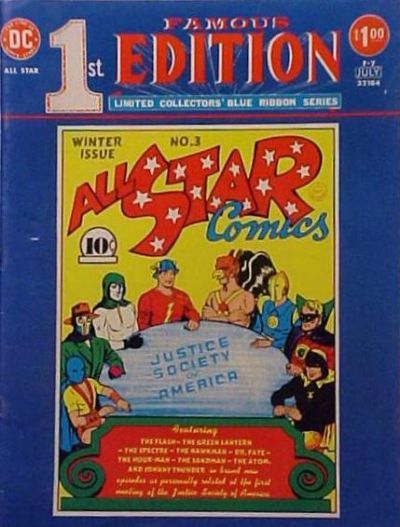 DC
ALL STAR
1st
FAMOUS
EDITION
LIMITED COLLECTORS' BLUE RIBBON SERIES
$1.00
F-7
JULY
32104
WINTER ISSUE NO.3
ALL STAR
Comics
10¢
JUSTICE
SOCIETY
OF
AMERICA
Featuring
THE FLASH – THE GREEN LANTERN
– THE SPECTRE – THE HAWKMAN – DR. FATE –
THE HOUR-MAN – THE SANDMAN – THE ATOM
AND JOHNNY THUNDER in brand new
episodes as personally related at the first
meeting of the Justice Society of America